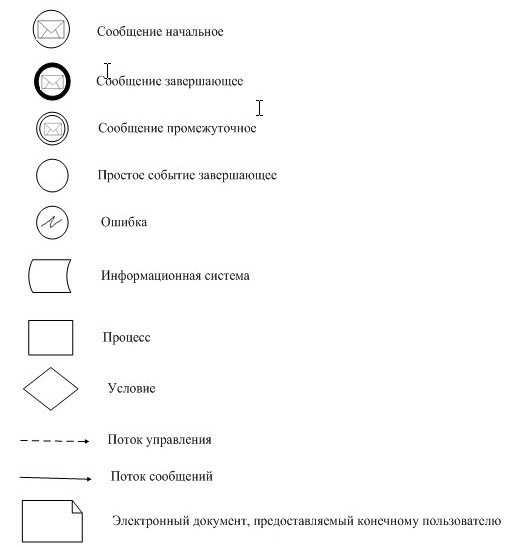 Сообщение начальное
Сообщение завершающее
Сообщение промежуточное
Простое событие завершающее
Ошибка
Информационная система
Процесс
Условие
Поток управления
Поток сообщений
Электронный документ, предоставляемый конечному пользователю